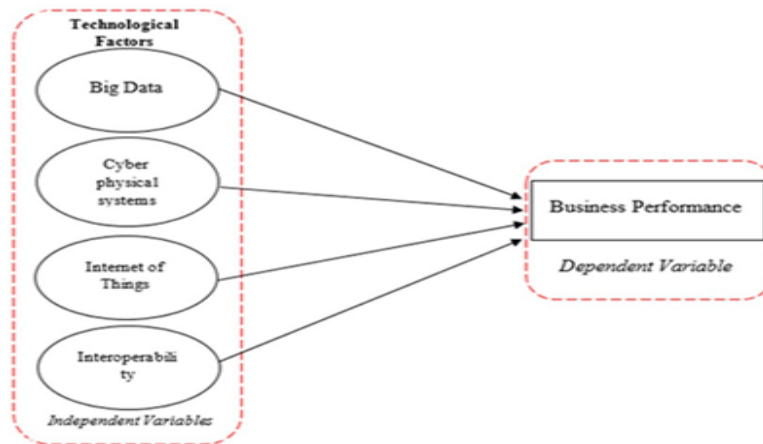 Technological
Factors
Big Data
Cyber
physical
systems
Internet of
Things
Interoperabili
ty
Independent Variables
Business Performance
Dependent Variable